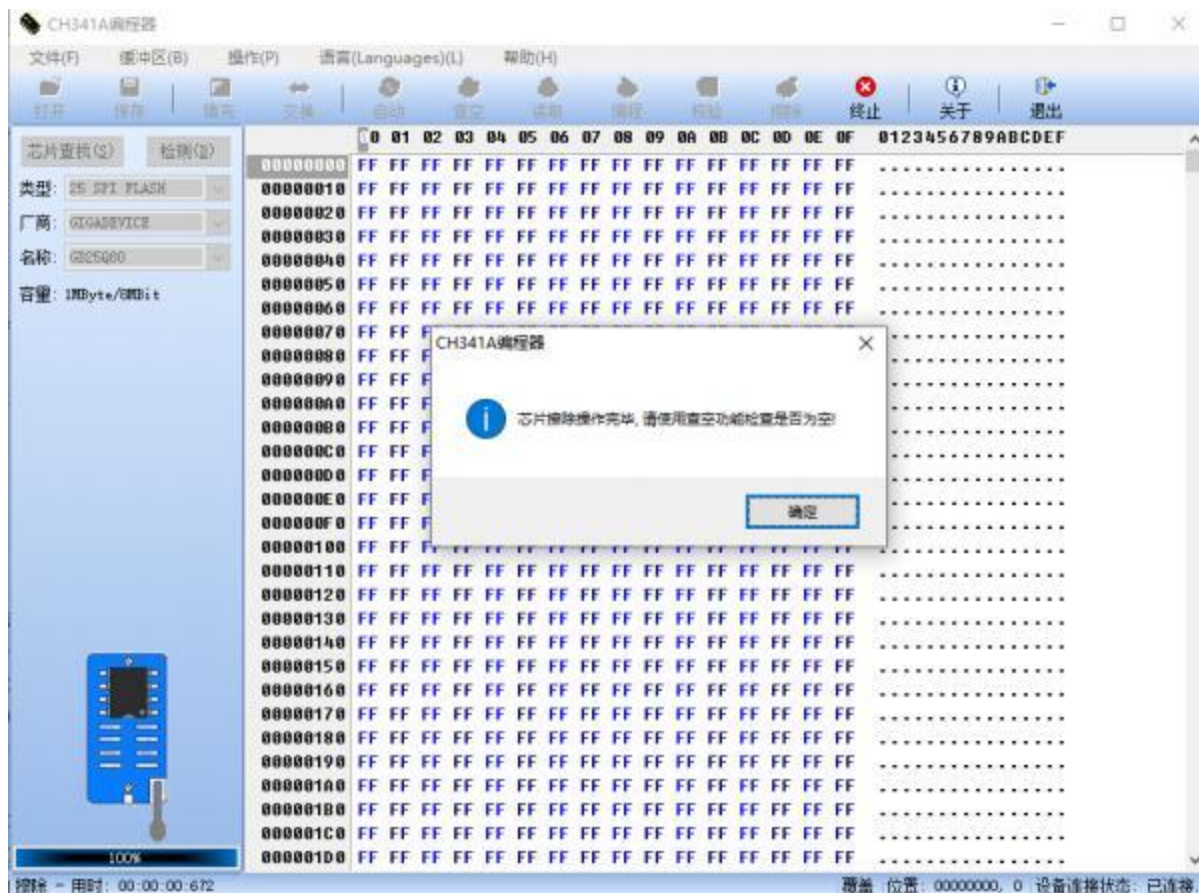 CH341A编程器
文件(F) 缓冲区(B) 操作(P) 语言(Languages)(L) 帮助(H)
打开 保存 填充 交换 自动 查空 读取 编程 校验 擦除 终止 关于 退出
芯片查找(S) 检测(D)
类型: 25 SPI FLASH
厂商: GIGADEVICE
名称: GD25Q80
容量: 1MByte/8MBit
00 01 02 03 04 05 06 07 08 09 0A 0B 0C 0D 0E 0F 0123456789ABCDEF
00000000 FF FF FF FF FF FF FF FF FF FF FF FF FF FF FF FF ................
00000010 FF FF FF FF FF FF FF FF FF FF FF FF FF FF FF FF ................
00000020 FF FF FF FF FF FF FF FF FF FF FF FF FF FF FF FF ................
00000030 FF FF FF FF FF FF FF FF FF FF FF FF FF FF FF FF ................
00000040 FF FF FF FF FF FF FF FF FF FF FF FF FF FF FF FF ................
00000050 FF FF FF FF FF FF FF FF FF FF FF FF FF FF FF FF ................
00000060 FF FF FF FF FF FF FF FF FF FF FF FF FF FF FF FF ................
00000070 FF FF
00000080 FF FF
00000090 FF FF
000000A0 FF FF
000000B0 FF FF
000000C0 FF FF
000000D0 FF FF
000000E0 FF FF
000000F0 FF FF
00000100 FF FF
CH341A编程器
芯片擦除操作完毕, 请使用查空功能检查是否为空!
确定
00000110 FF FF FF FF FF FF FF FF FF FF FF FF FF FF FF FF ................
00000120 FF FF FF FF FF FF FF FF FF FF FF FF FF FF FF FF ................
00000130 FF FF FF FF FF FF FF FF FF FF FF FF FF FF FF FF ................
00000140 FF FF FF FF FF FF FF FF FF FF FF FF FF FF FF FF ................
00000150 FF FF FF FF FF FF FF FF FF FF FF FF FF FF FF FF ................
00000160 FF FF FF FF FF FF FF FF FF FF FF FF FF FF FF FF ................
00000170 FF FF FF FF FF FF FF FF FF FF FF FF FF FF FF FF ................
00000180 FF FF FF FF FF FF FF FF FF FF FF FF FF FF FF FF ................
00000190 FF FF FF FF FF FF FF FF FF FF FF FF FF FF FF FF ................
000001A0 FF FF FF FF FF FF FF FF FF FF FF FF FF FF FF FF ................
000001B0 FF FF FF FF FF FF FF FF FF FF FF FF FF FF FF FF ................
000001C0 FF FF FF FF FF FF FF FF FF FF FF FF FF FF FF FF ................
000001D0 FF FF FF FF FF FF FF FF FF FF FF FF FF FF FF FF ................
100%
擦除 - 用时: 00:00:00:672 覆盖 位置: 00000000, 0 设备连接状态: 已连接